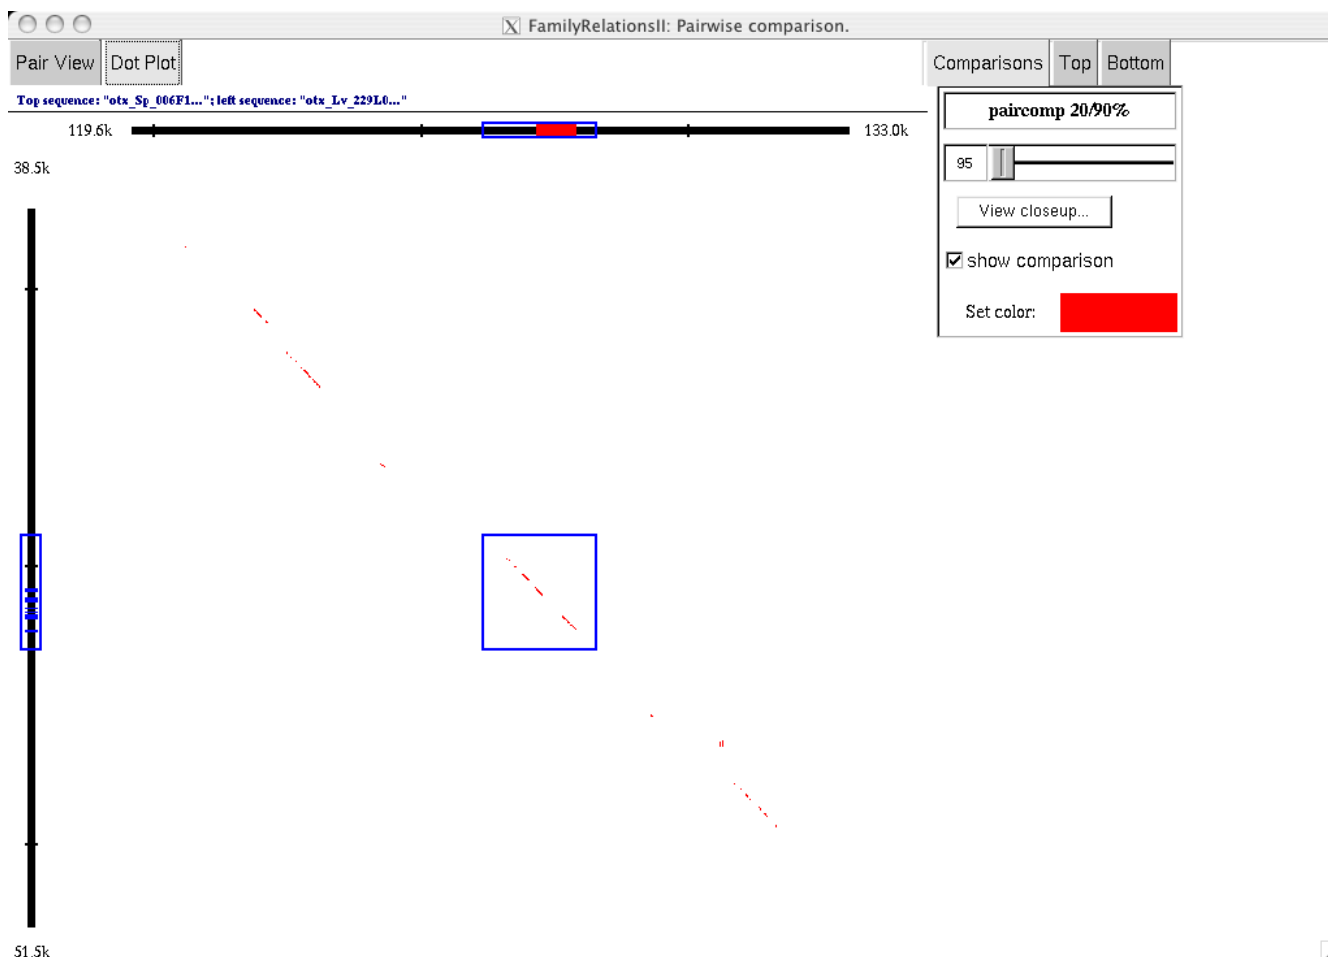 FamilyRelationsII: Pairwise comparison.
Pair View Dot Plot Comparisons Top Bottom
Top sequence: "otx_Sp_006F1..."; left sequence: "otx_Lv_229L0..."
paircomp 20/90%
119.6k 133.0k
95
38.5k
View closeup...
show comparison
Set color:
51.5k